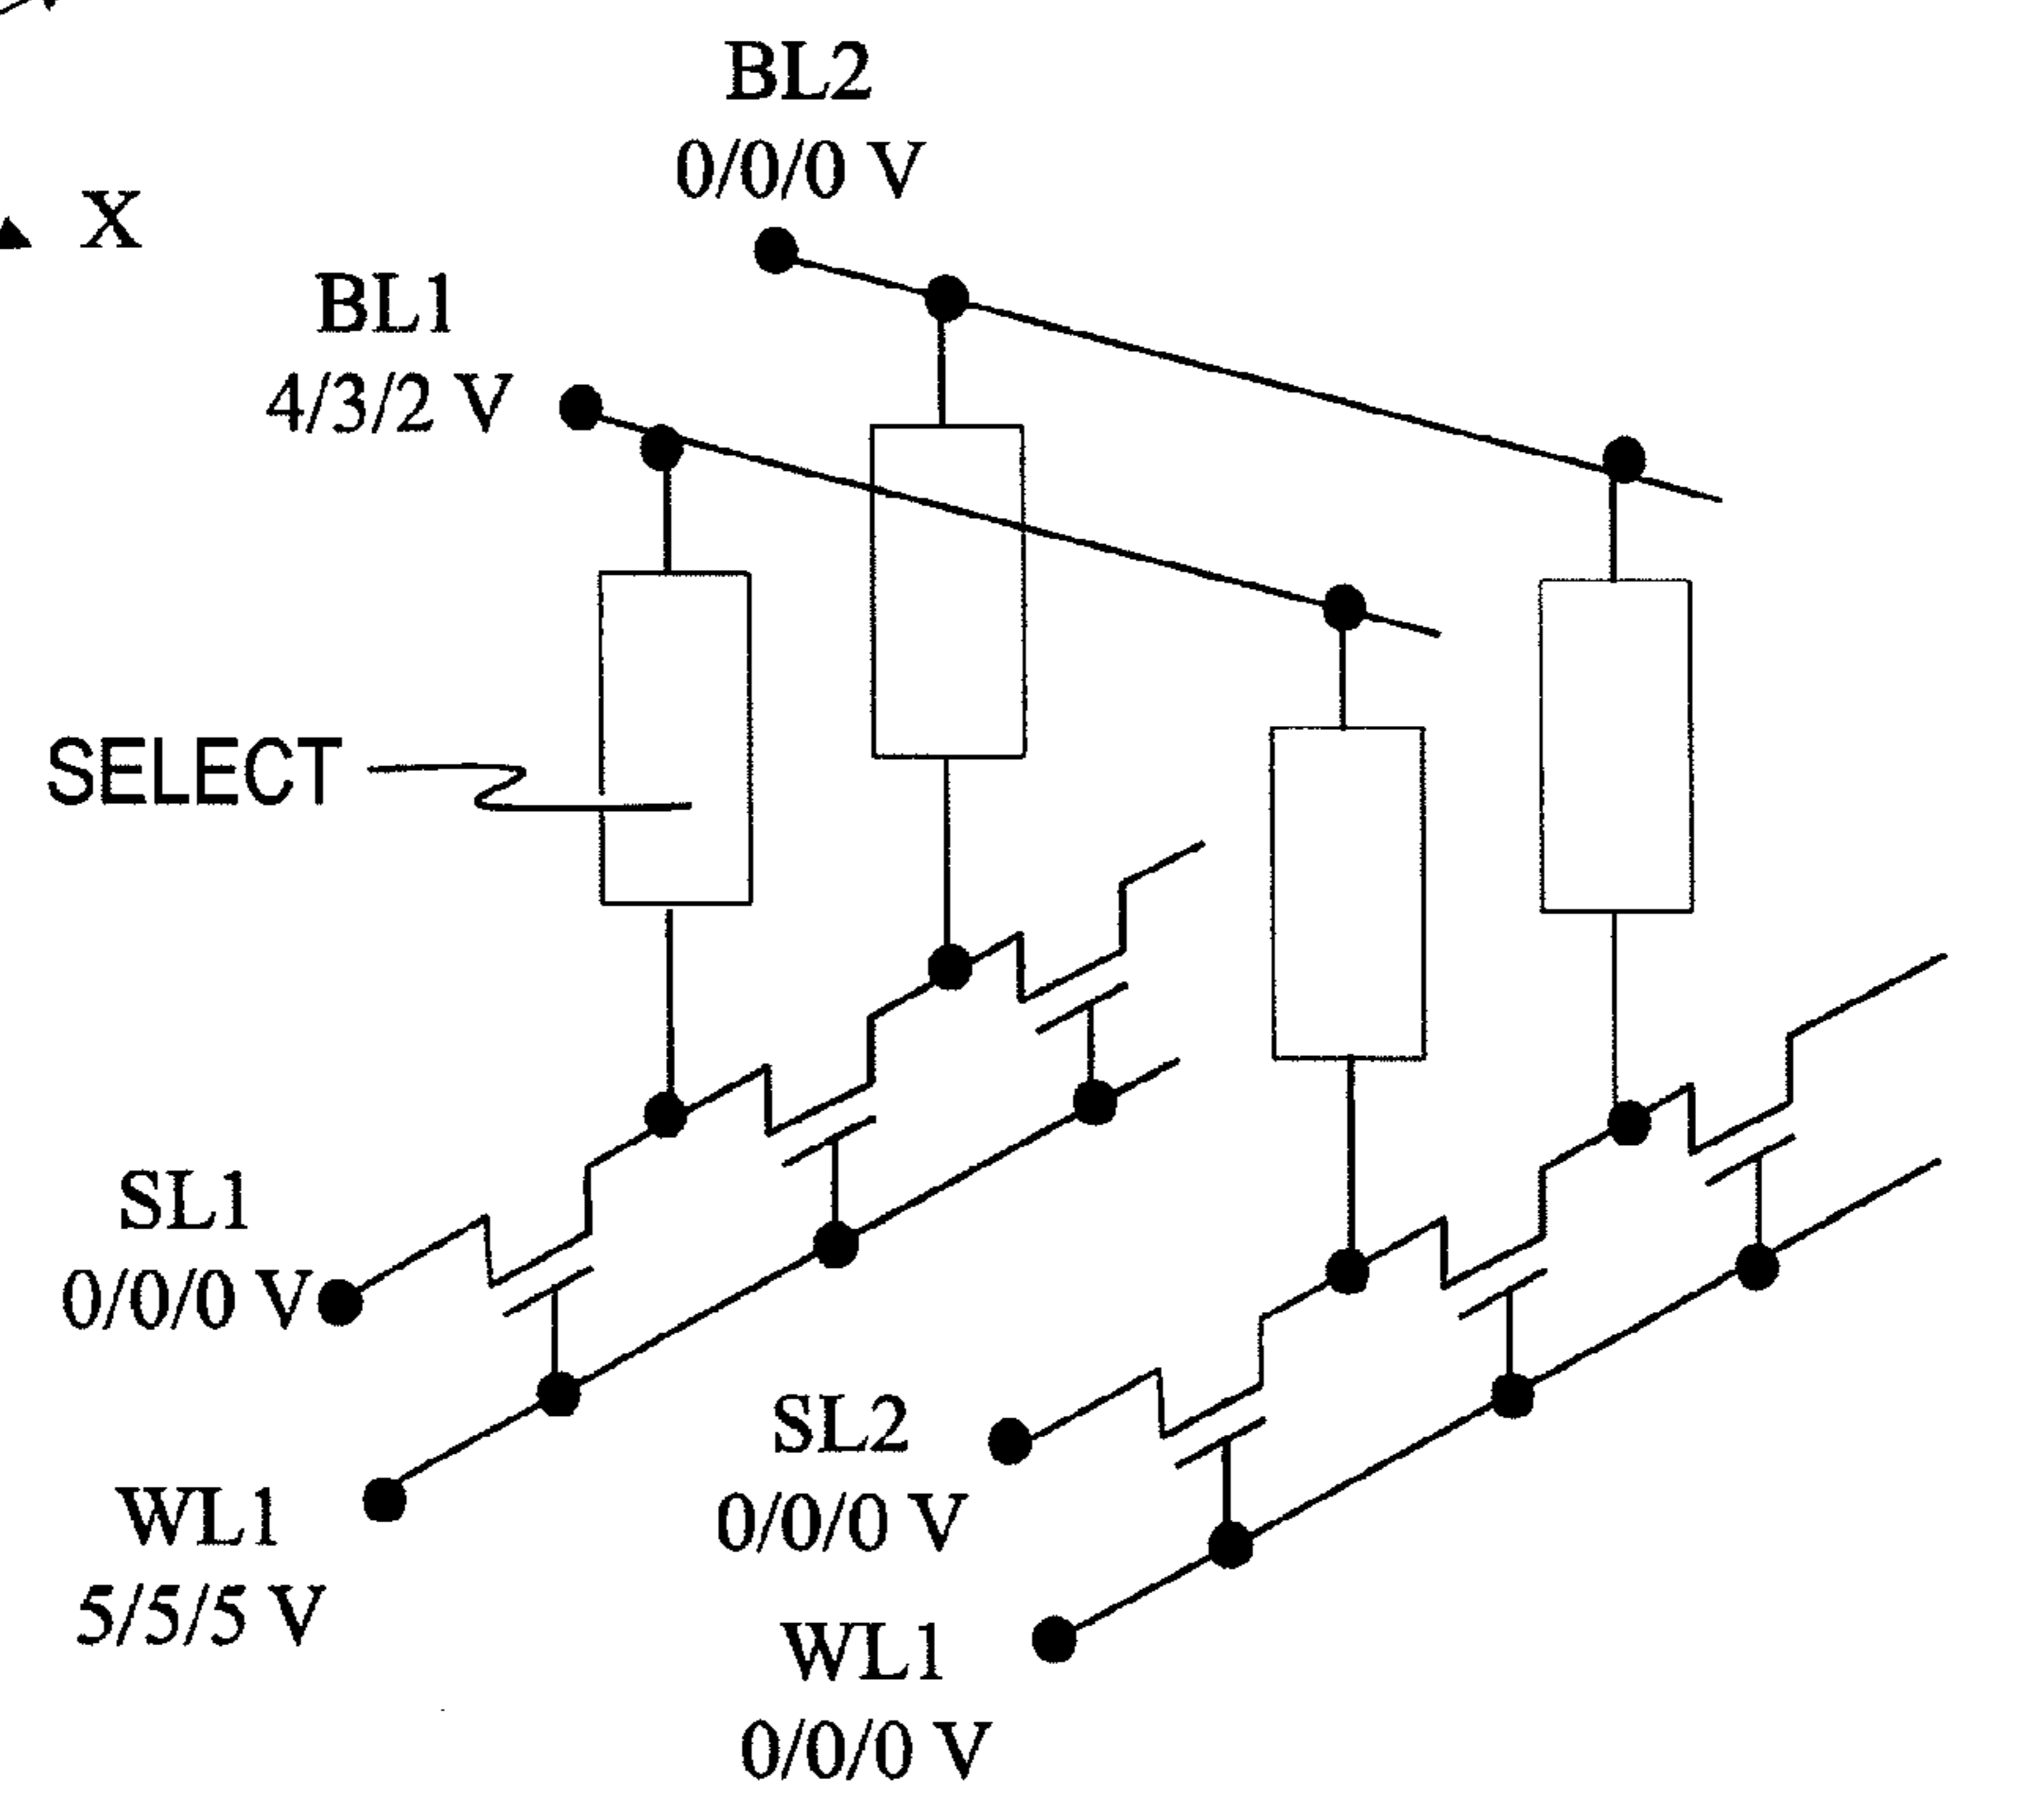 BL2
0/0/0 V
X
BL1
4/3/2 V
SELECT
SL1
0/0/0 V
SL2
0/0/0 V
WL1
5/5/5 V
WL1
0/0/0 V